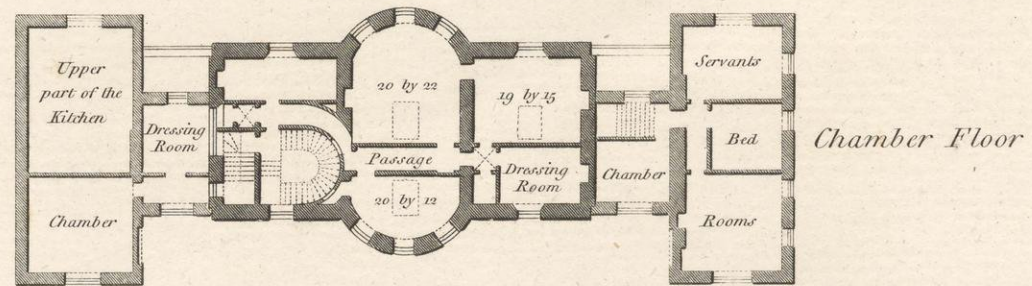 Upper
part of the
Kitchen
Dressing
Room
Chamber
20 by 22
Passage
20 by 12
19 by 15
Dressing
Room
Chamber
Servants
Bed
Rooms
Chamber Floor